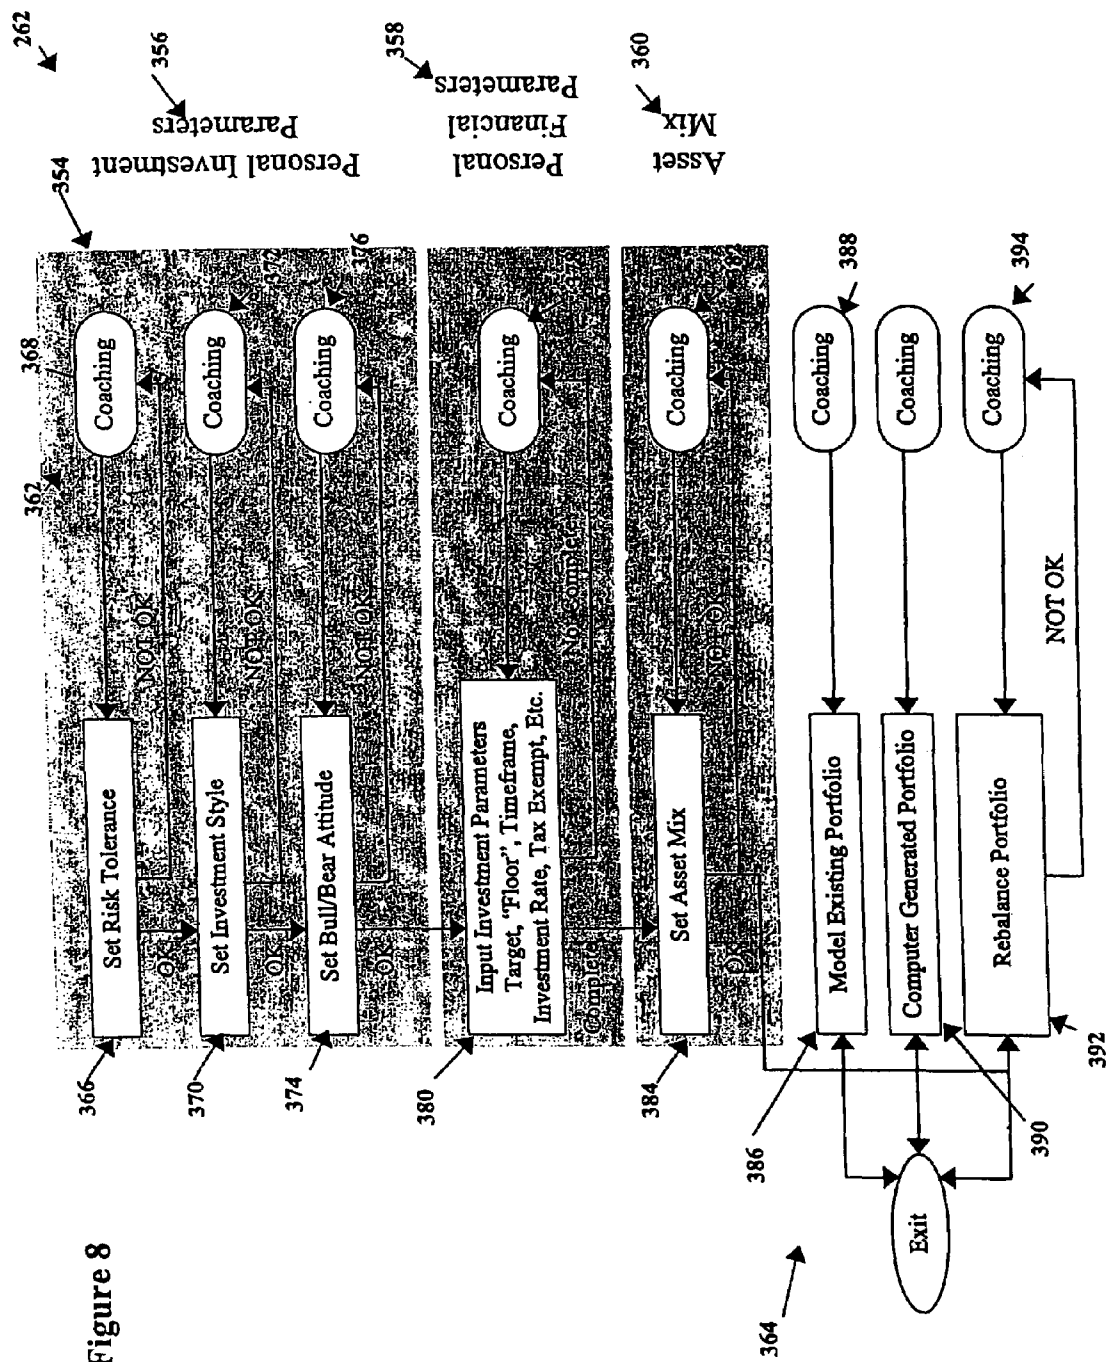 Figure 8
262
354
356
Personal Investment
Parameters
358
Personal
Financial
Parameters
360
Asset
Mix
362
368
366
Set Risk Tolerance
Coaching
NOT OK
OK
370
Set Investment Style
Coaching
372
NOT OK
OK
374
Set Bull/Bear Attitude
Coaching
376
NOT OK
OK
380
Input Investment Parameters
Target, “Floor”, Timeframe,
Investment Rate, Tax Exempt, Etc.
Coaching
378
Not Complete
Complete
384
Set Asset Mix
Coaching
382
NOT OK
OK
386
Model Existing Portfolio
Coaching
388
390
Computer Generated Portfolio
Coaching
392
Rebalance Portfolio
Coaching
394
NOT OK
Exit
364